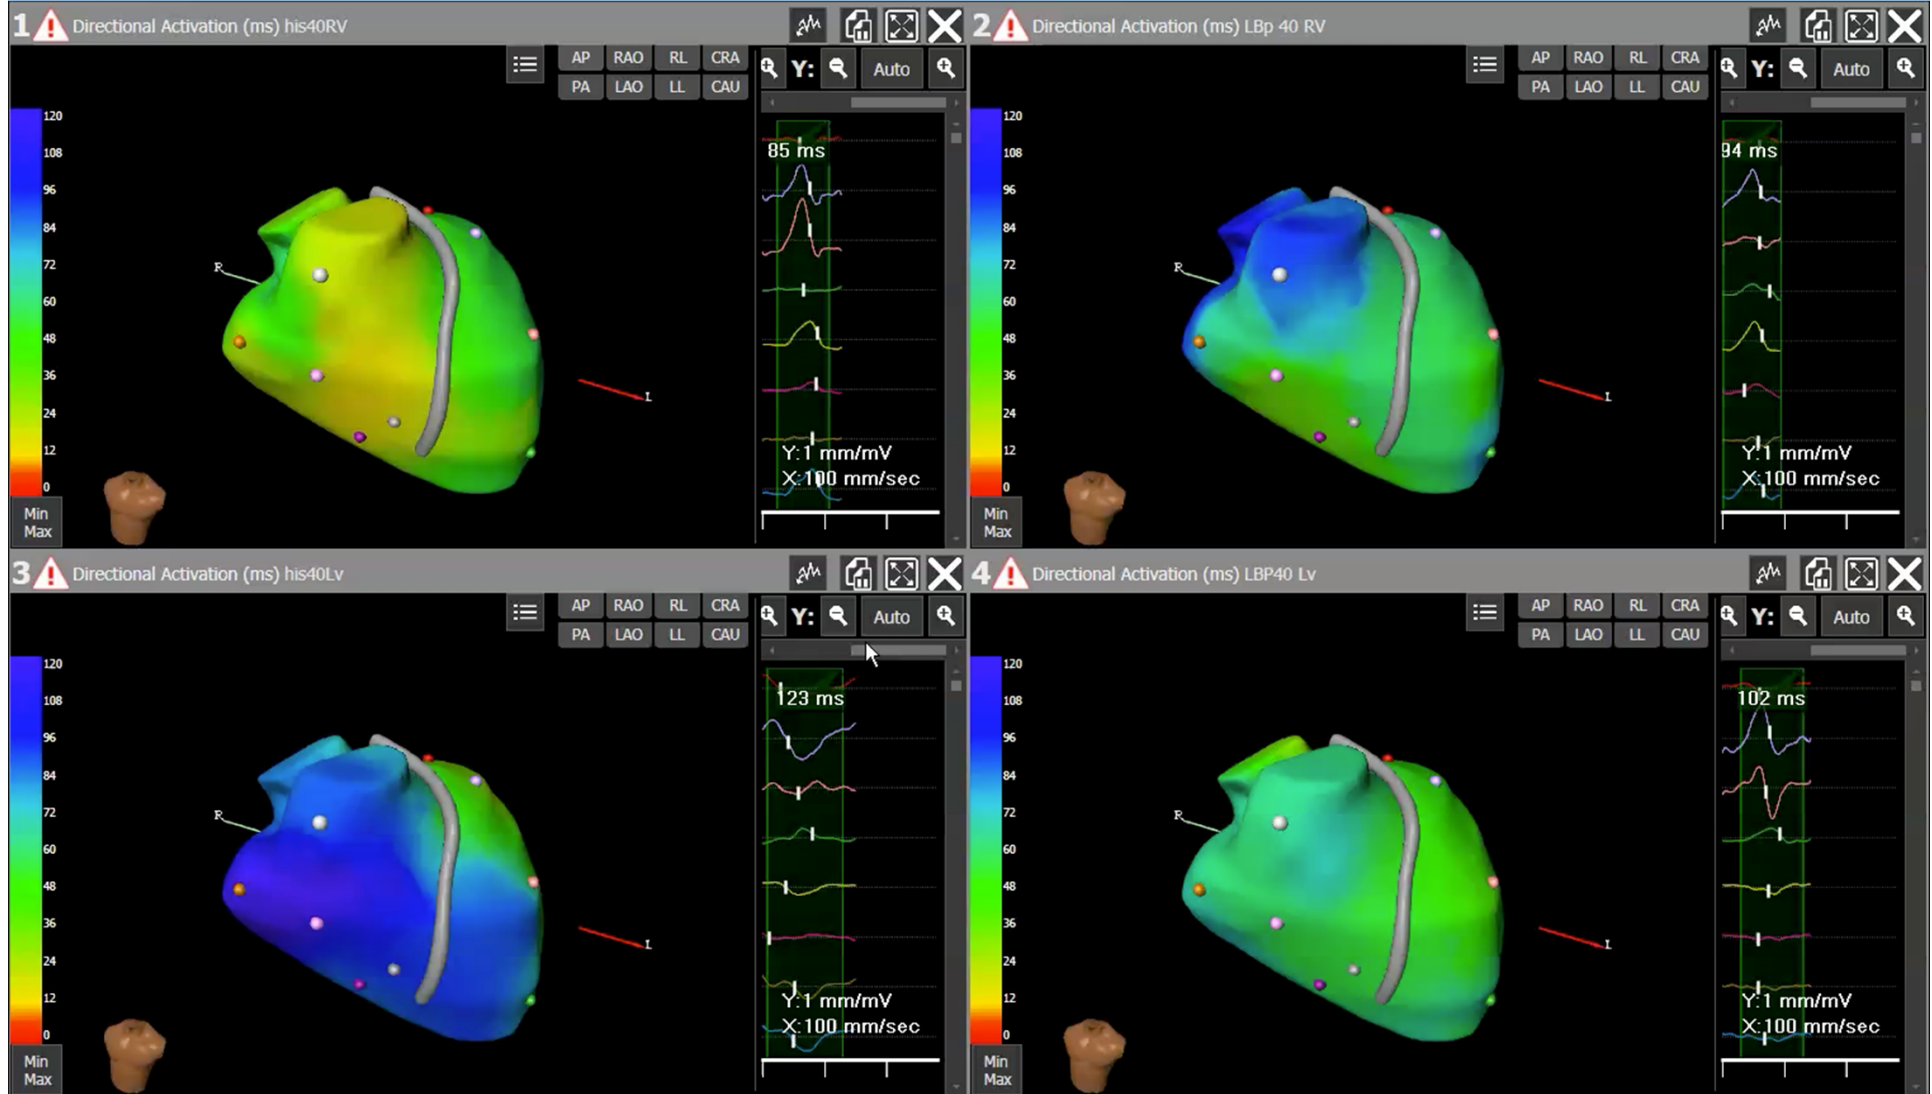 1 Directional Activation (ms) his40RV
AP RAO RL CRA
PA LAO LL CAU
Y: Auto
120
108
96
84
72
60
48
36
24
12
0
Min
Max
R
L
85 ms
Y:1 mm/mV
X:100 mm/sec
2 Directional Activation (ms) LBp 40 RV
AP RAO RL CRA
PA LAO LL CAU
Y: Auto
120
108
96
84
72
60
48
36
24
12
0
Min
Max
R
L
94 ms
Y:1 mm/mV
X:100 mm/sec
3 Directional Activation (ms) his40Lv
AP RAO RL CRA
PA LAO LL CAU
Y: Auto
120
108
96
84
72
60
48
36
24
12
0
Min
Max
R
L
123 ms
Y:1 mm/mV
X:100 mm/sec
4 Directional Activation (ms) LBP40 Lv
AP RAO RL CRA
PA LAO LL CAU
Y: Auto
120
108
96
84
72
60
48
36
24
12
0
Min
Max
R
L
102 ms
Y:1 mm/mV
X:100 mm/sec